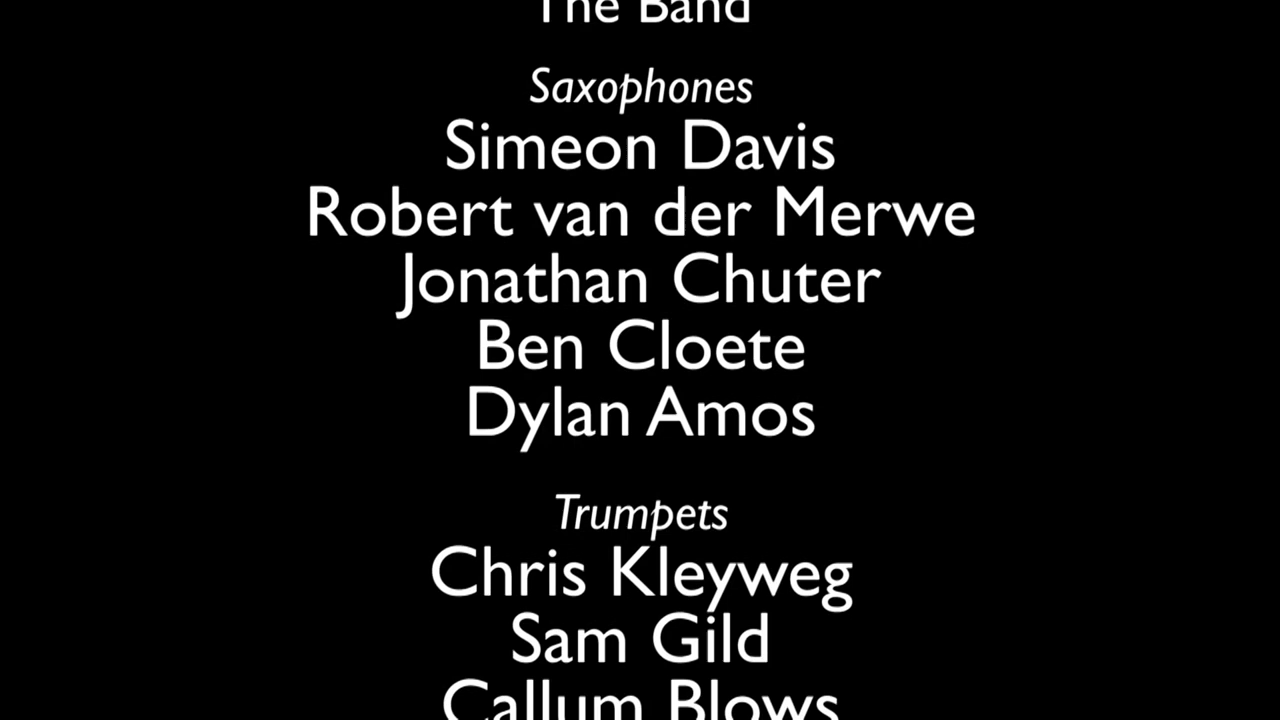 The Band
Saxophones
Simeon Davis
Robert van der Merwe
Jonathan Chuter
Ben Cloete
Dylan Amos
Trumpets
Chris Kleyweg
Sam Gild
Callum Blows